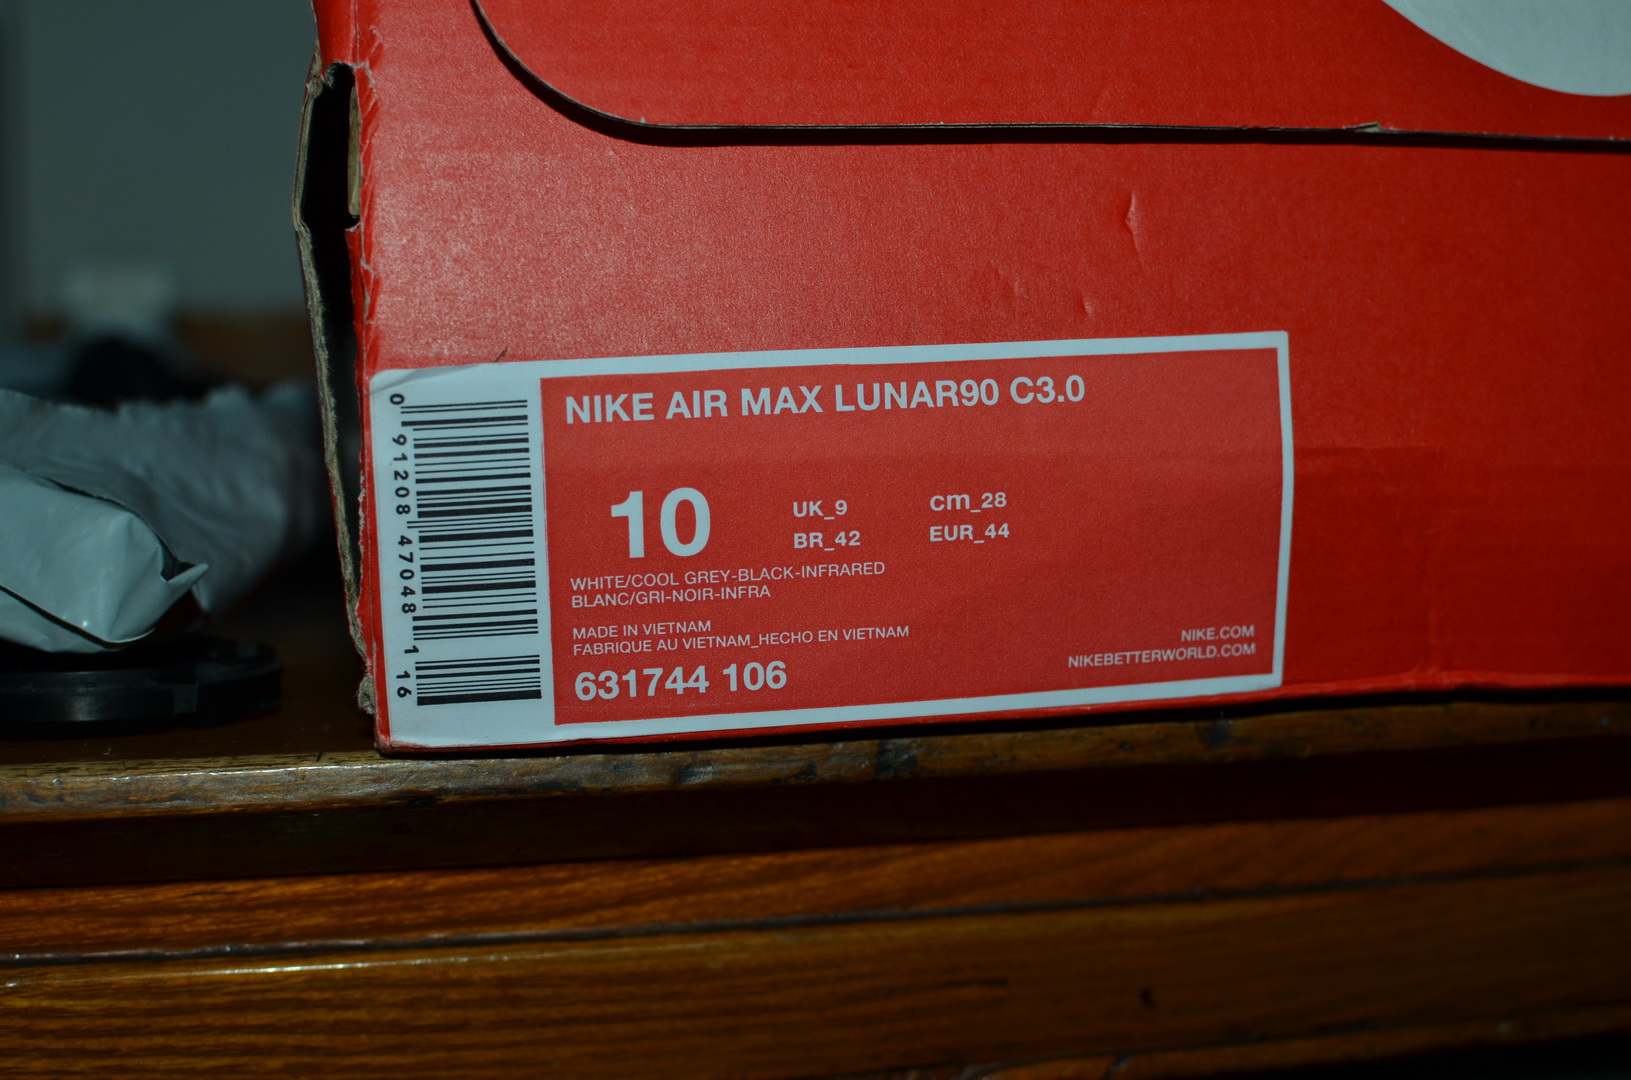 0 91208 47048 1 16
NIKE AIR MAX LUNAR90 C3.0
10
UK_9 cm_28
BR_42 EUR_44
WHITE/COOL GREY-BLACK-INFRARED
BLANC/GRI-NOIR-INFRA
MADE IN VIETNAM
FABRIQUE AU VIETNAM_HECHO EN VIETNAM
631744 106
NIKE.COM
NIKEBETTERWORLD.COM